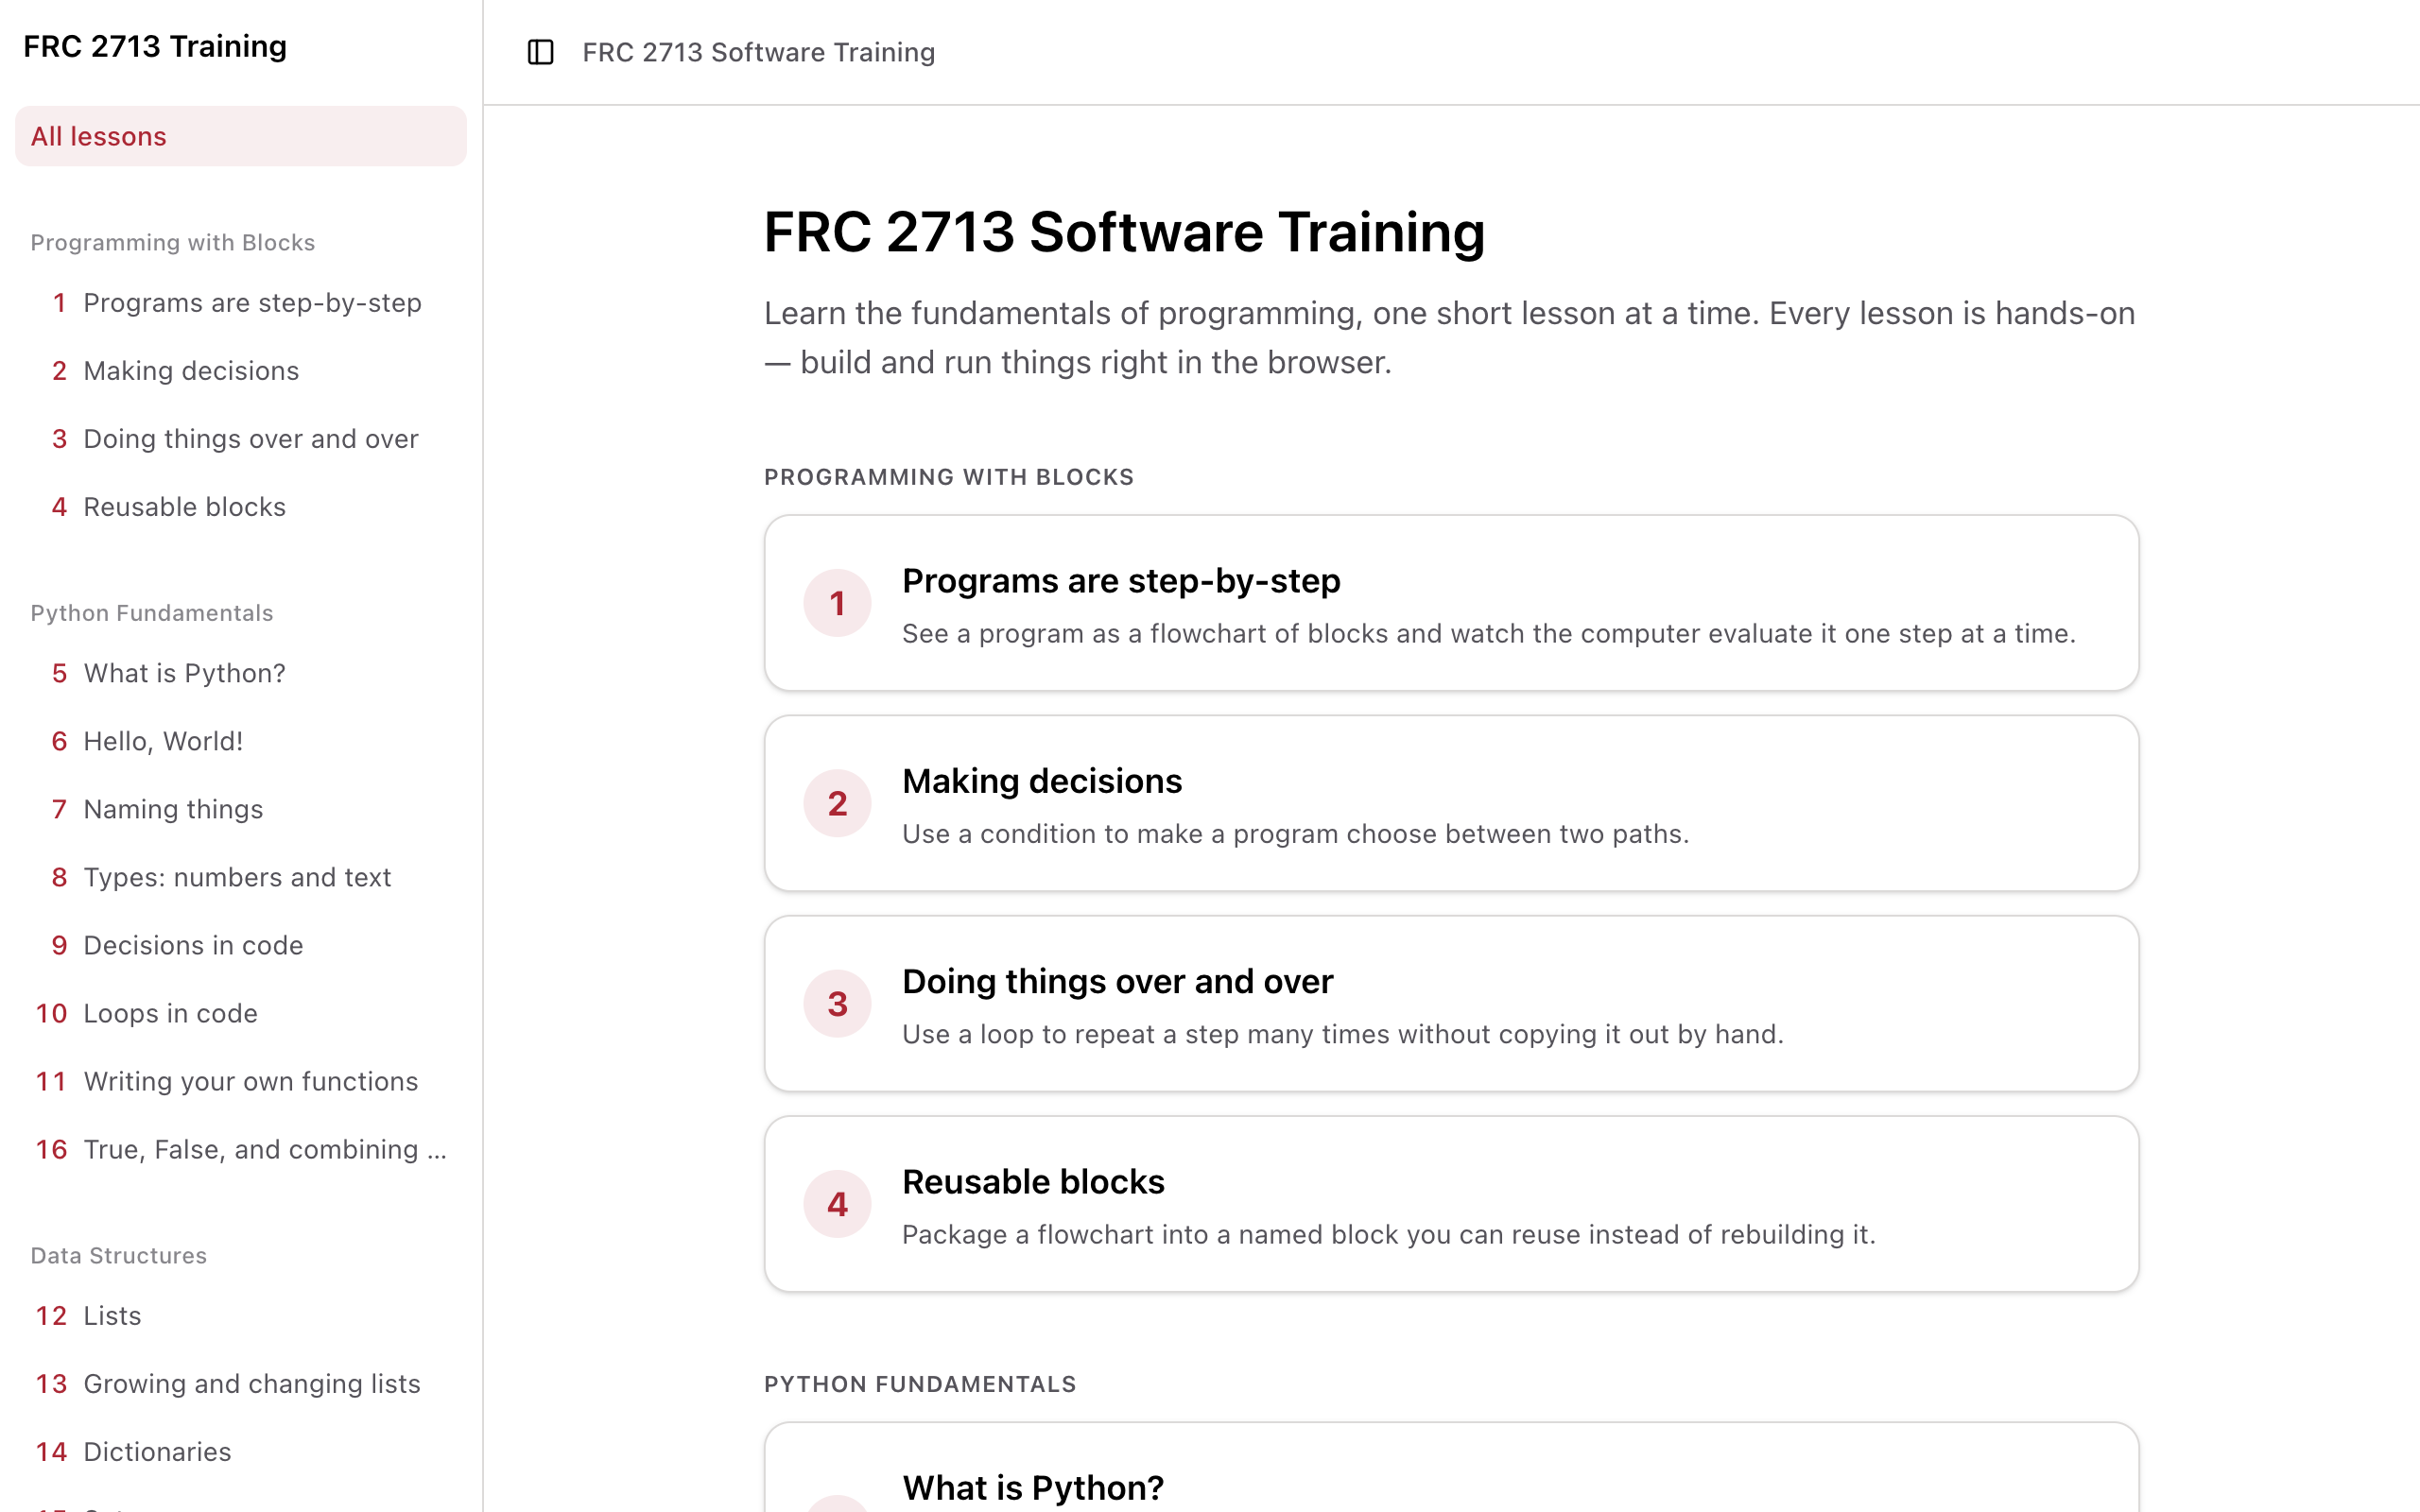 FRC 2713 Training
All lessons
Programming with Blocks
1 Programs are step-by-step
2 Making decisions
3 Doing things over and over
4 Reusable blocks
Python Fundamentals
5 What is Python?
6 Hello, World!
7 Naming things
8 Types: numbers and text
9 Decisions in code
10 Loops in code
11 Writing your own functions
16 True, False, and combining ...
Data Structures
12 Lists
13 Growing and changing lists
14 Dictionaries
FRC 2713 Software Training
FRC 2713 Software Training
Learn the fundamentals of programming, one short lesson at a time. Every lesson is hands-on
— build and run things right in the browser.
PROGRAMMING WITH BLOCKS
1
Programs are step-by-step
See a program as a flowchart of blocks and watch the computer evaluate it one step at a time.
2
Making decisions
Use a condition to make a program choose between two paths.
3
Doing things over and over
Use a loop to repeat a step many times without copying it out by hand.
4
Reusable blocks
Package a flowchart into a named block you can reuse instead of rebuilding it.
PYTHON FUNDAMENTALS
What is Python?